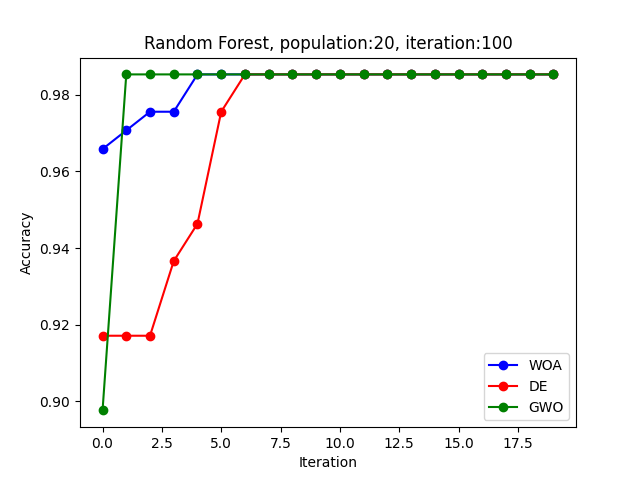 Random Forest, population:20, iteration:100
Accuracy
0.98
0.96
0.94
0.92
0.90
WOA
DE
GWO
0.0 2.5 5.0 7.5 10.0 12.5 15.0 17.5
Iteration